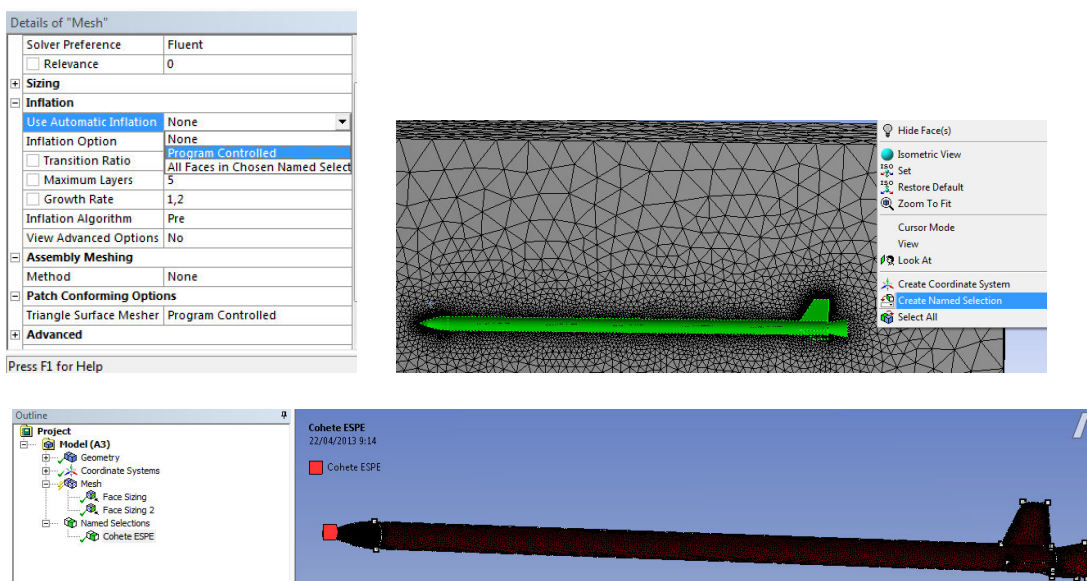 Details of "Mesh"
Solver Preference Fluent
Relevance 0
Sizing
Inflation
Use Automatic Inflation None
Inflation Option None
Transition Ratio Program Controlled
All Faces in Chosen Named Select
Maximum Layers 5
Growth Rate 1,2
Inflation Algorithm Pre
View Advanced Options No
Assembly Meshing
Method None
Patch Conforming Options
Triangle Surface Mesher Program Controlled
Advanced
Press F1 for Help
Hide Face(s)
Isometric View
ISO Set
ISO Restore Default
Zoom To Fit
Cursor Mode
View
Look At
Create Coordinate System
Create Named Selection
Select All
Outline
Project
Model (A3)
Geometry
Coordinate Systems
Mesh
Face Sizing
Face Sizing 2
Named Selections
Cohete ESPE
Cohete ESPE
22/04/2013 9:14
Cohete ESPE